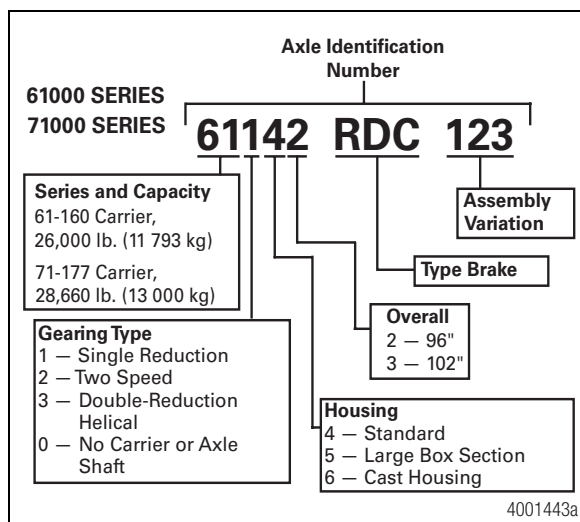 Axle Identification
Number
61000 SERIES
71000 SERIES
61142 RDC 123
Series and Capacity
61-160 Carrier,
26,000 lb. (11 793 kg)
71-177 Carrier,
28,660 lb. (13 000 kg)
Assembly
Variation
Type Brake
Overall
2 — 96"
3 — 102"
Gearing Type
1 — Single Reduction
2 — Two Speed
3 — Double-Reduction
Helical
0 — No Carrier or Axle
Shaft
Housing
4 — Standard
5 — Large Box Section
6 — Cast Housing
4001443a